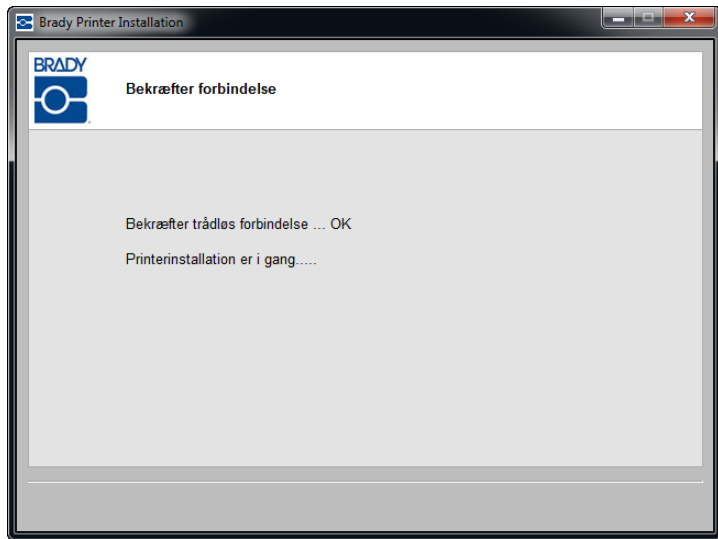 Brady Printer Installation
BRADY
Bekræfter forbindelse
Bekræfter trådløs forbindelse ... OK
Printerinstallation er i gang.....